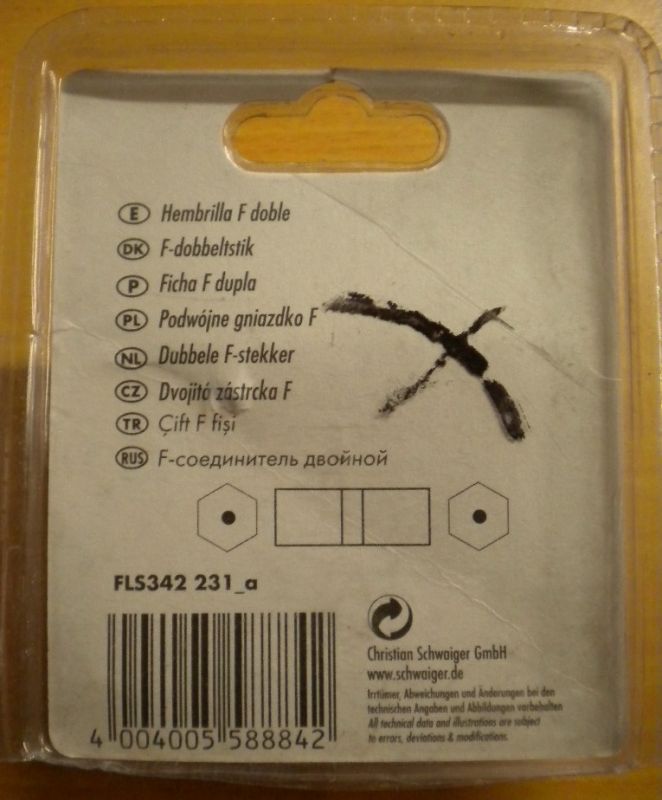 E Hembrilla F doble
DK F-dobbeltstik
P Ficha F dupla
PL Podwójne gniazdko F
NL Dubbele F-stekker
CZ Dvojitá zástrcka F
TR Çift F fişi
RUS F-соединитель двойной
FLS342 231_a
4 004005 588842
Christian Schwaiger GmbH
www.schwaiger.de
Irrtümer, Abweichungen und Änderungen bei den
technischen Angaben und Abbildungen vorbehalten
All technical data and illustrations are subject
to errors, deviations & modifications.